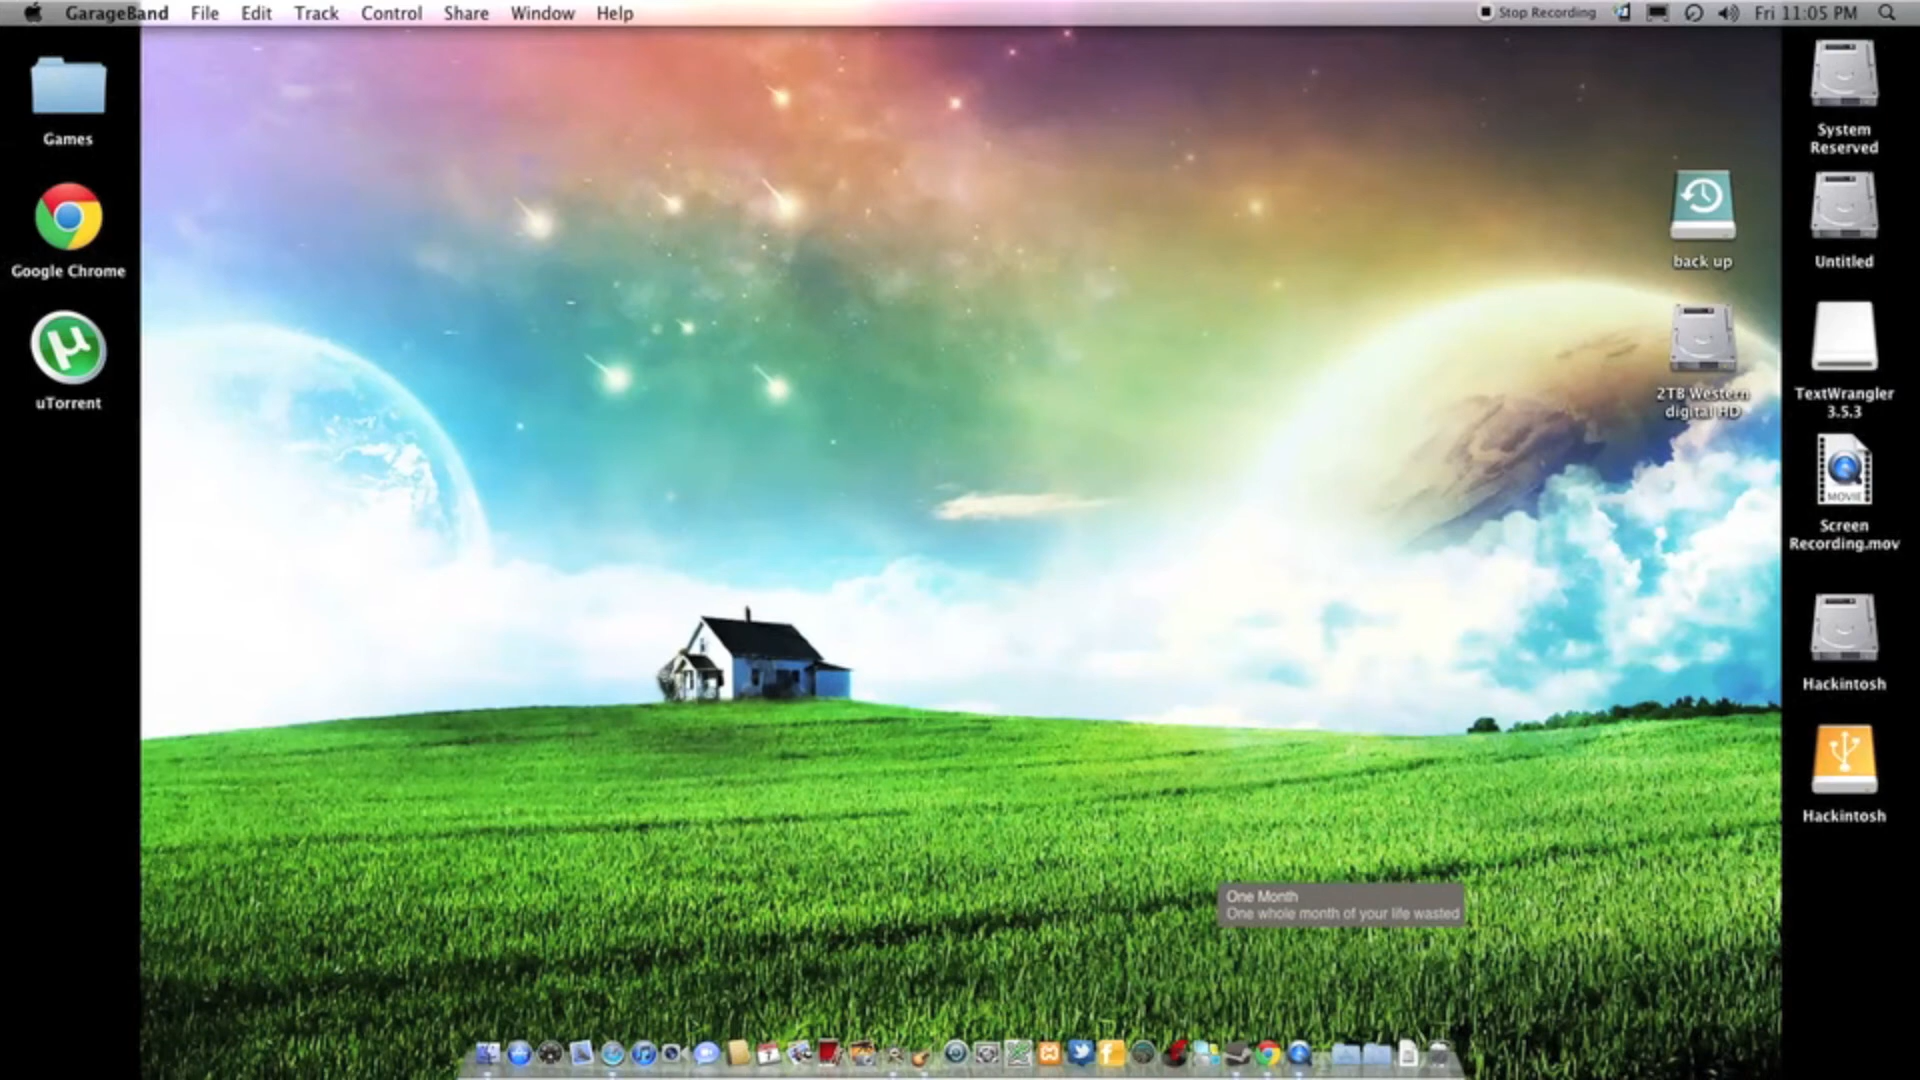 GarageBand File Edit Track Control Share Window Help Stop Recording Fri 11:05 PM
Games
Google Chrome
µ
uTorrent
back up
2TB Western
digital HD
System
Reserved
Untitled
TextWrangler
3.5.3
MOVIE
Screen
Recording.mov
Hackintosh
Hackintosh
One Month
One whole month of your life wasted